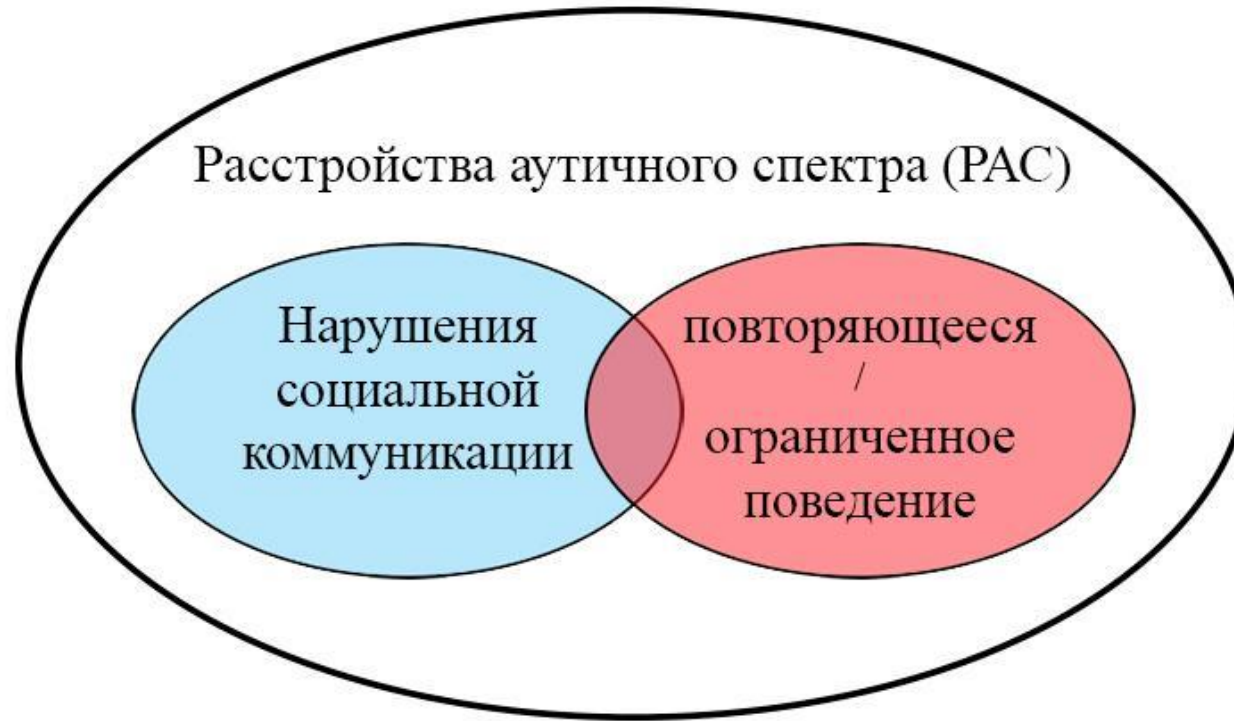 Расстройства аутичного спектра (РАС)
Нарушения
социальной
коммуникации
повторяющееся
/
ограниченное
поведение